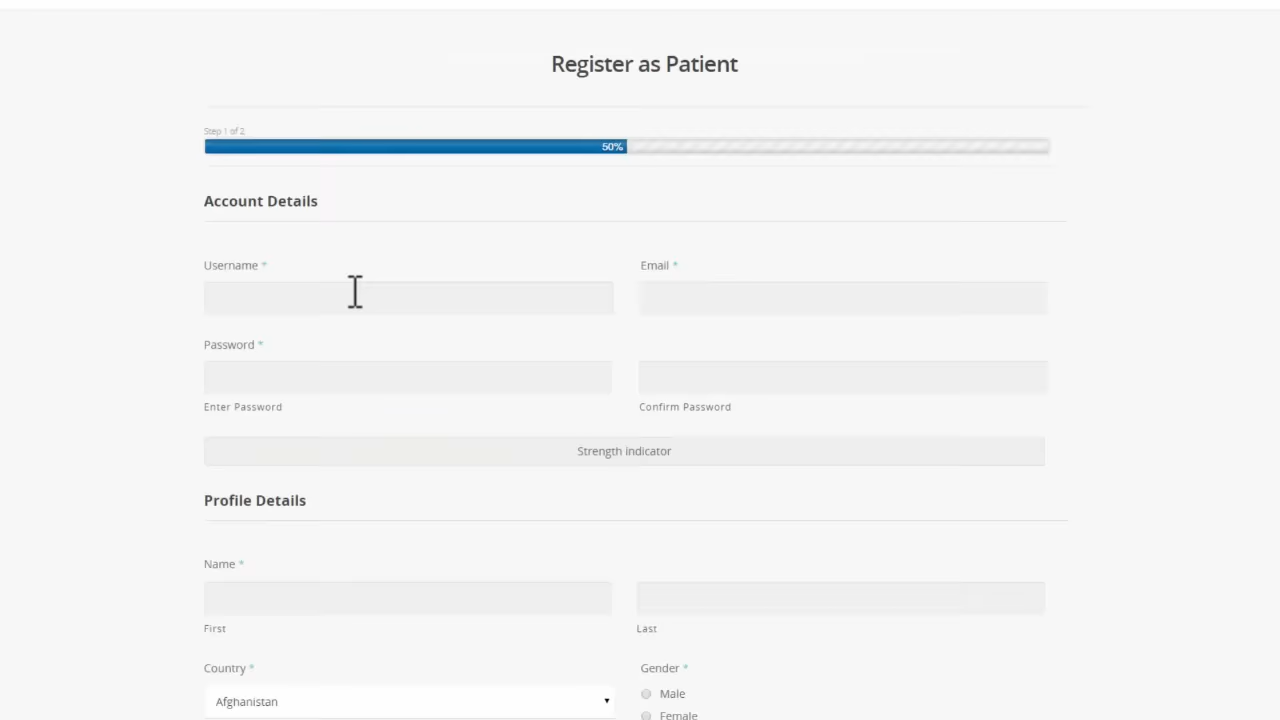 Register as Patient
Step 1 of 2
50%
Account Details
Username *
Email *
Password *
Enter Password
Confirm Password
Strength indicator
Profile Details
Name *
First
Last
Country *
Gender *
Afghanistan
Male
Female